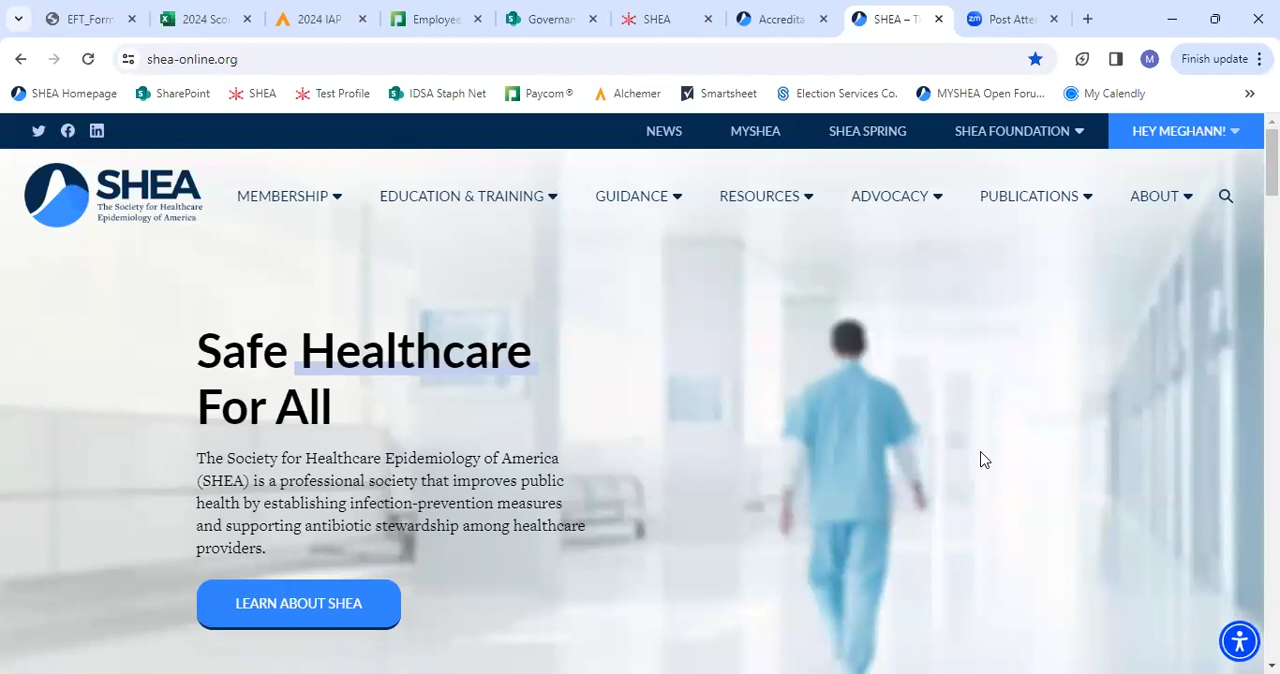 EFT_Form
2024 Sco
2024 IAP
Employee
Governan
SHEA
Accredita
SHEA – T
zm
Post Atte
shea-online.org
M
Finish update
SHEA Homepage
SharePoint
SHEA
Test Profile
IDSA Staph Net
Paycom®
Alchemer
Smartsheet
Election Services Co.
MYSHEA Open Foru...
My Calendly
NEWS
MYSHEA
SHEA SPRING
SHEA FOUNDATION
HEY MEGHANN!
SHEA
The Society for Healthcare
Epidemiology of America
MEMBERSHIP
EDUCATION & TRAINING
GUIDANCE
RESOURCES
ADVOCACY
PUBLICATIONS
ABOUT
Safe Healthcare
For All
The Society for Healthcare Epidemiology of America
(SHEA) is a professional society that improves public
health by establishing infection-prevention measures
and supporting antibiotic stewardship among healthcare
providers.
LEARN ABOUT SHEA